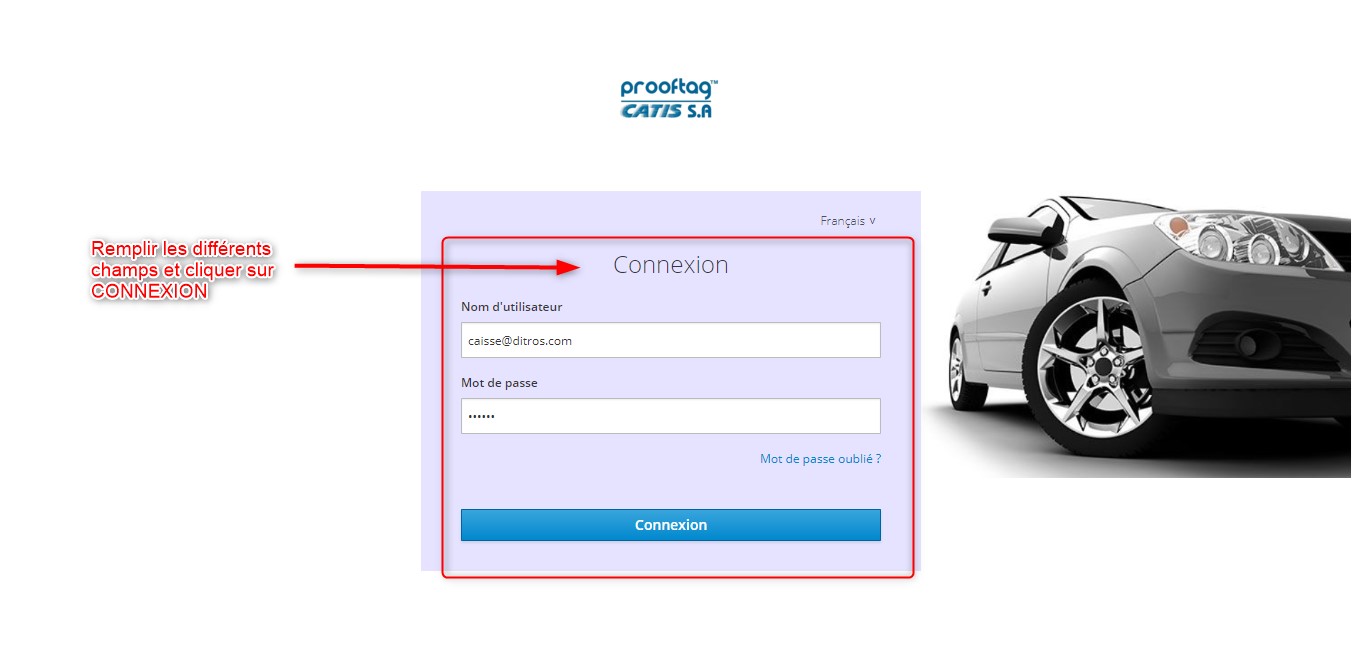 prooftag™
CATIS S.A
Français v
Remplir les différents
champs et cliquer sur
CONNEXION
Connexion
Nom d'utilisateur
caisse@ditros.com
Mot de passe
••••••
Mot de passe oublié ?
Connexion